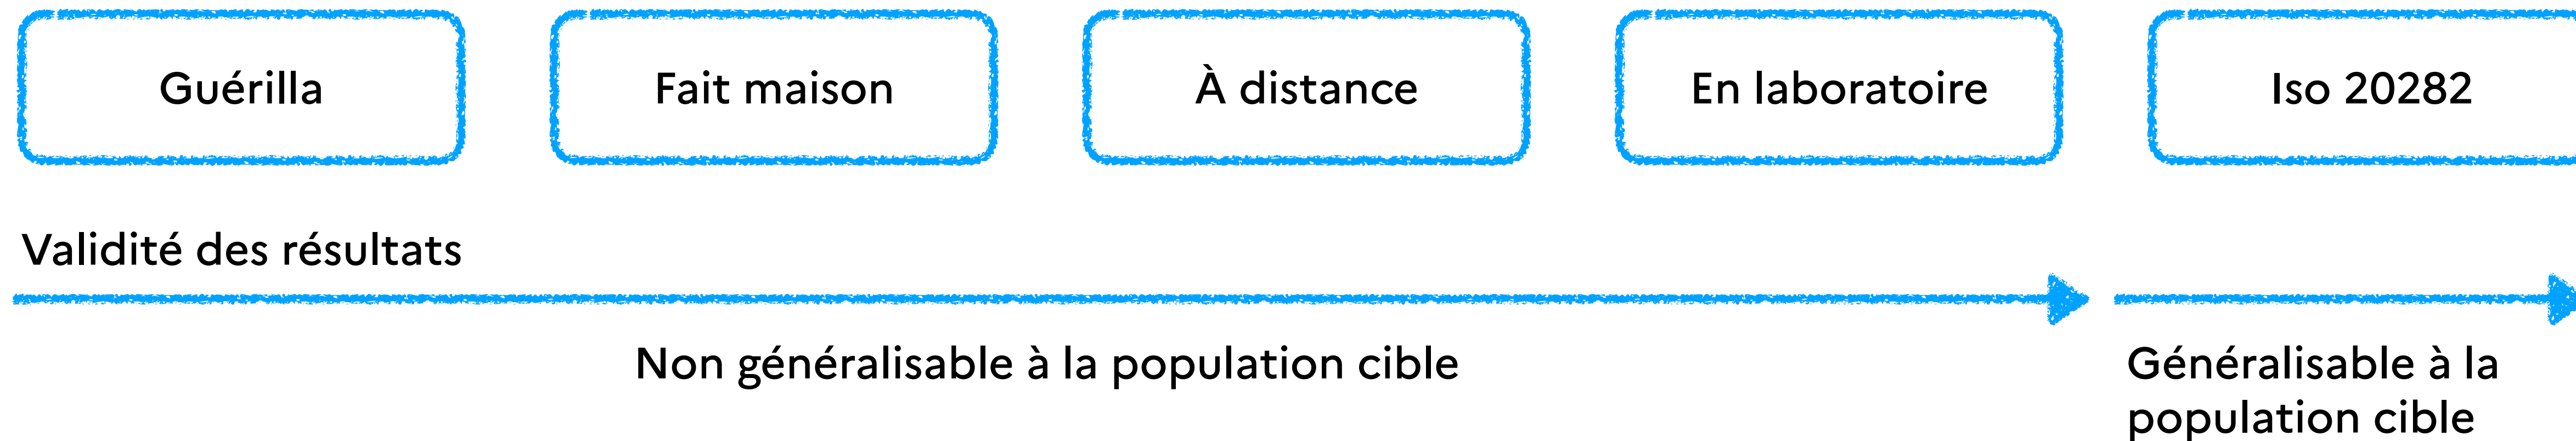 Guérilla
Fait maison
À distance
En laboratoire
Iso 20282
Validité des résultats
Non généralisable à la population cible
Généralisable à la
population cible